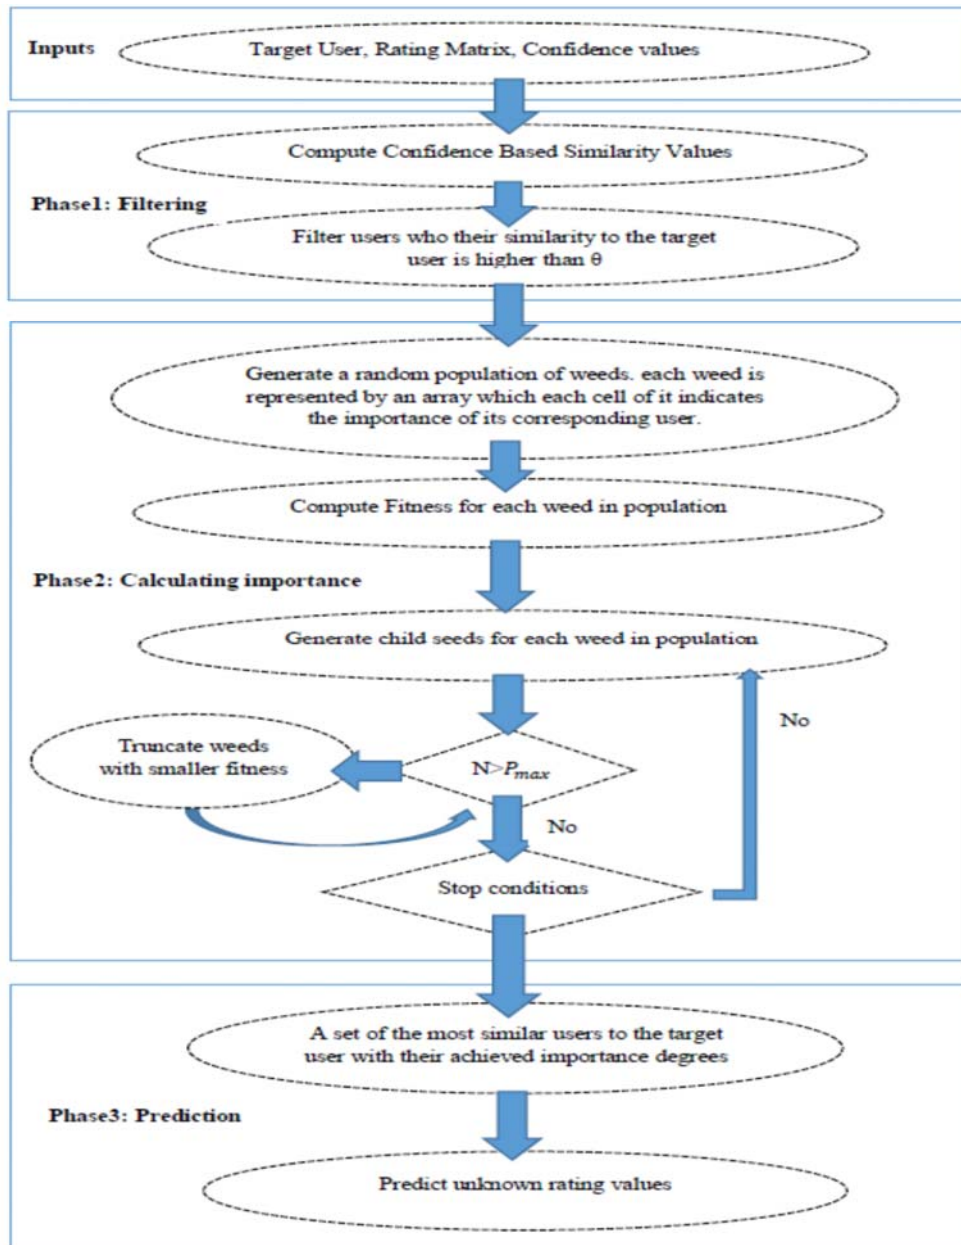 Inputs
Target User, Rating Matrix, Confidence values
Compute Confidence Based Similarity Values
Phase1: Filtering
Filter users who their similarity to the target
user is higher than θ
Generate a random population of weeds. each weed is
represented by an array which each cell of it indicates
the importance of its corresponding user.
Compute Fitness for each weed in population
Phase2: Calculating importance
Generate child seeds for each weed in population
No
Truncate weeds
with smaller fitness
N>Pmax
No
Stop conditions
A set of the most similar users to the target
user with their achieved importance degrees
Phase3: Prediction
Predict unknown rating values